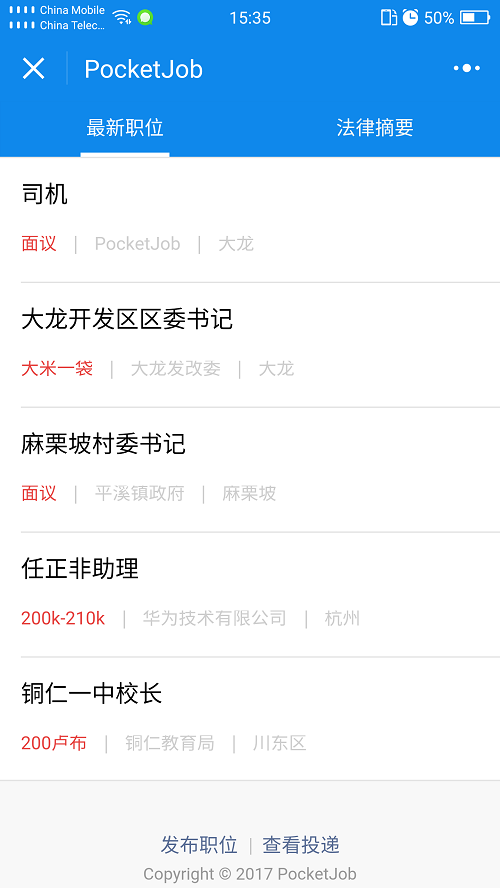 China Mobile
China Telec...
15:35
50%
PocketJob
最新职位
法律摘要
司机
面议 | PocketJob | 大龙
大龙开发区区委书记
大米一袋 | 大龙发改委 | 大龙
麻栗坡村委书记
面议 | 平溪镇政府 | 麻栗坡
任正非助理
200k-210k | 华为技术有限公司 | 杭州
铜仁一中校长
200卢布 | 铜仁教育局 | 川东区
发布职位 | 查看投递
Copyright © 2017 PocketJob